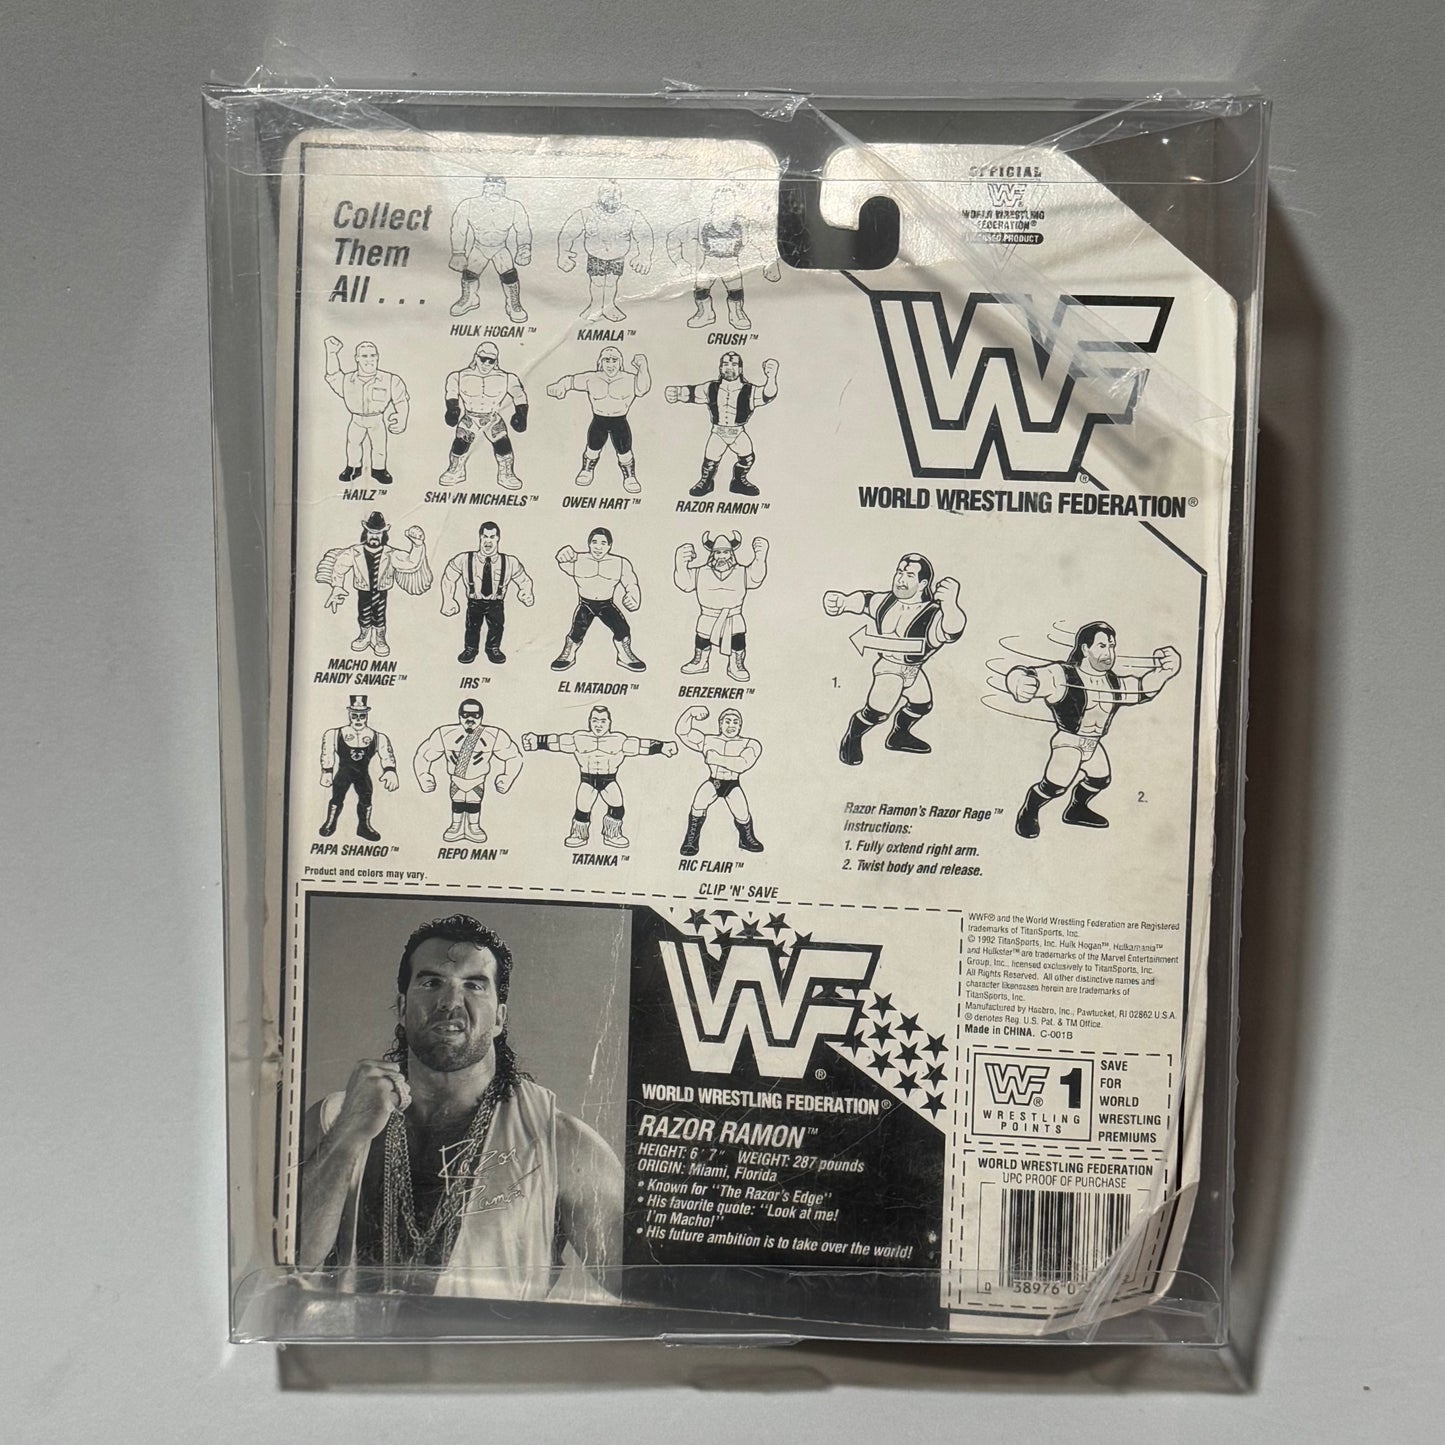 Collect
Them
All . . .
OFFICIAL
WF
WORLD WRESTLING
FEDERATION®
LICENSED PRODUCT
HULK HOGAN™
KAMALA™
CRUSH™
WF®
WORLD WRESTLING FEDERATION®
NAILZ™
SHAWN MICHAELS™
OWEN HART™
RAZOR RAMON™
MACHO MAN
RANDY SAVAGE™
IRS™
EL MATADOR™
BERZERKER™
1.
2.
PAPA SHANGO™
REPO MAN™
TATANKA™
RIC FLAIR™
Product and colors may vary.
Razor Ramon's Razor Rage™
Instructions:
1. Fully extend right arm.
2. Twist body and release.
CLIP 'N' SAVE
WF®
WORLD WRESTLING FEDERATION®
RAZOR RAMON™
HEIGHT: 6' 7" WEIGHT: 287 pounds
ORIGIN: Miami, Florida
• Known for "The Razor's Edge"
• His favorite quote: "Look at me!
I'm Macho!"
• His future ambition is to take over the world!
Razor
Ramon
WWF® and the World Wrestling Federation are Registered
trademarks of TitanSports, Inc.
© 1992 TitanSports, Inc. Hulk Hogan™, Hulkamania™
and Hulkster™ are trademarks of the Marvel Entertainment
Group, Inc., licensed exclusively to TitanSports, Inc.
All Rights Reserved. All other distinctive names and
character likenesses herein are trademarks of
TitanSports, Inc.
Manufactured by Hasbro, Inc., Pawtucket, RI 02862 U.S.A.
® denotes Reg. U.S. Pat. & TM Office.
Made in CHINA. C-001B
WF® 1
WRESTLING
POINTS
SAVE
FOR
WORLD
WRESTLING
PREMIUMS
WORLD WRESTLING FEDERATION
UPC PROOF OF PURCHASE
0 38976 0